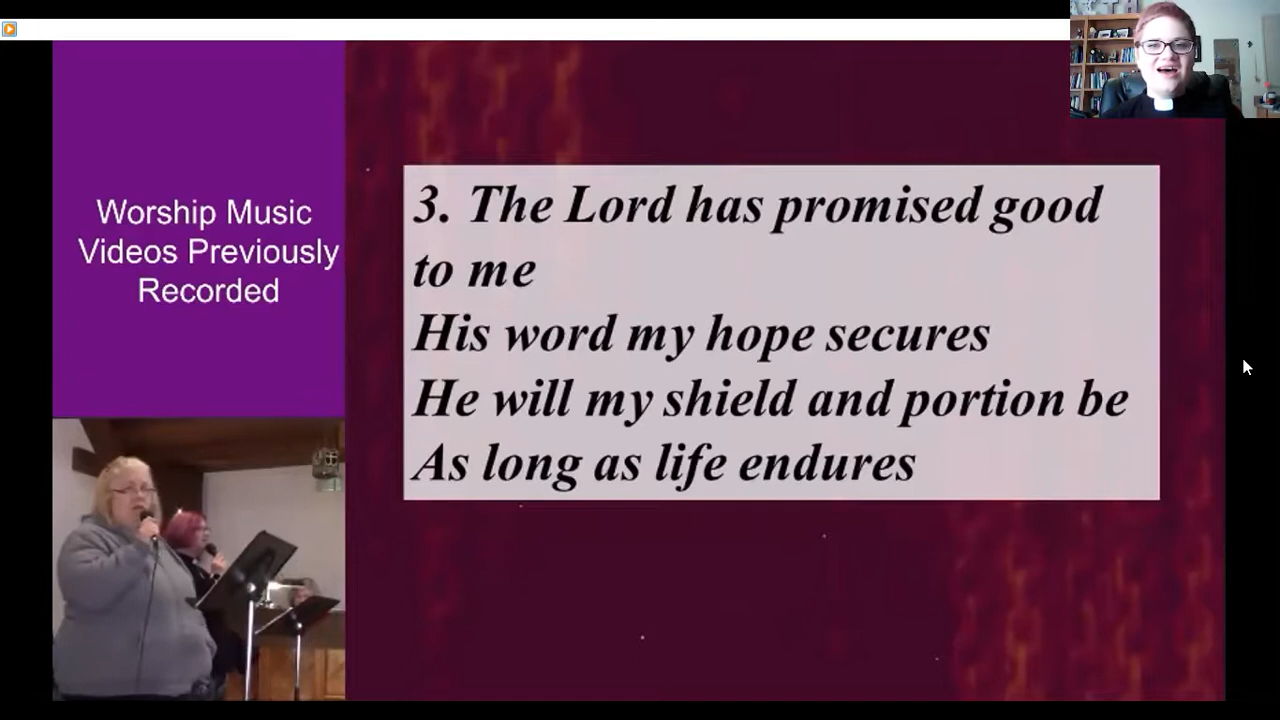 Worship Music
Videos Previously
Recorded
3. The Lord has promised good
to me
His word my hope secures
He will my shield and portion be
As long as life endures